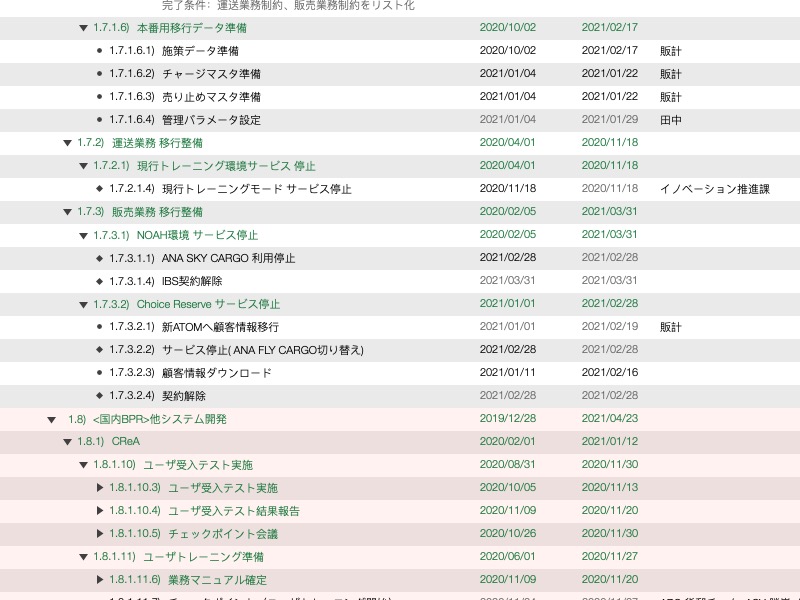 完了条件：運送業務制約、販売業務制約をリスト化
1.7.1.6) 本番用移行データ準備 2020/10/02 2021/02/17
1.7.1.6.1) 施策データ準備 2020/10/02 2021/02/17 販計
1.7.1.6.2) チャージマスタ準備 2021/01/04 2021/01/22 販計
1.7.1.6.3) 売り止めマスタ準備 2021/01/04 2021/01/22 販計
1.7.1.6.4) 管理パラメータ設定 2021/01/04 2021/01/29 田中
1.7.2) 運送業務 移行整備 2020/04/01 2020/11/18
1.7.2.1) 現行トレーニング環境サービス 停止 2020/04/01 2020/11/18
1.7.2.1.4) 現行トレーニングモード サービス停止 2020/11/18 2020/11/18 イノベーション推進課
1.7.3) 販売業務 移行整備 2020/02/05 2021/03/31
1.7.3.1) NOAH環境 サービス停止 2020/02/05 2021/03/31
1.7.3.1.1) ANA SKY CARGO 利用停止 2021/02/28 2021/02/28
1.7.3.1.4) IBS契約解除 2021/03/31 2021/03/31
1.7.3.2) Choice Reserve サービス停止 2021/01/01 2021/02/28
1.7.3.2.1) 新ATOMへ顧客情報移行 2021/01/01 2021/02/19 販計
1.7.3.2.2) サービス停止( ANA FLY CARGO切り替え) 2021/02/28 2021/02/28
1.7.3.2.3) 顧客情報ダウンロード 2021/01/11 2021/02/16
1.7.3.2.4) 契約解除 2021/02/28 2021/02/28
1.8) <国内BPR>他システム開発 2019/12/28 2021/04/23
1.8.1) CReA 2020/02/01 2021/01/12
1.8.1.10) ユーザ受入テスト実施 2020/08/31 2020/11/30
1.8.1.10.3) ユーザ受入テスト実施 2020/10/05 2020/11/13
1.8.1.10.4) ユーザ受入テスト結果報告 2020/11/09 2020/11/20
1.8.1.10.5) チェックポイント会議 2020/10/26 2020/11/30
1.8.1.11) ユーザトレーニング準備 2020/06/01 2020/11/27
1.8.1.11.6) 業務マニュアル確定 2020/11/09 2020/11/20